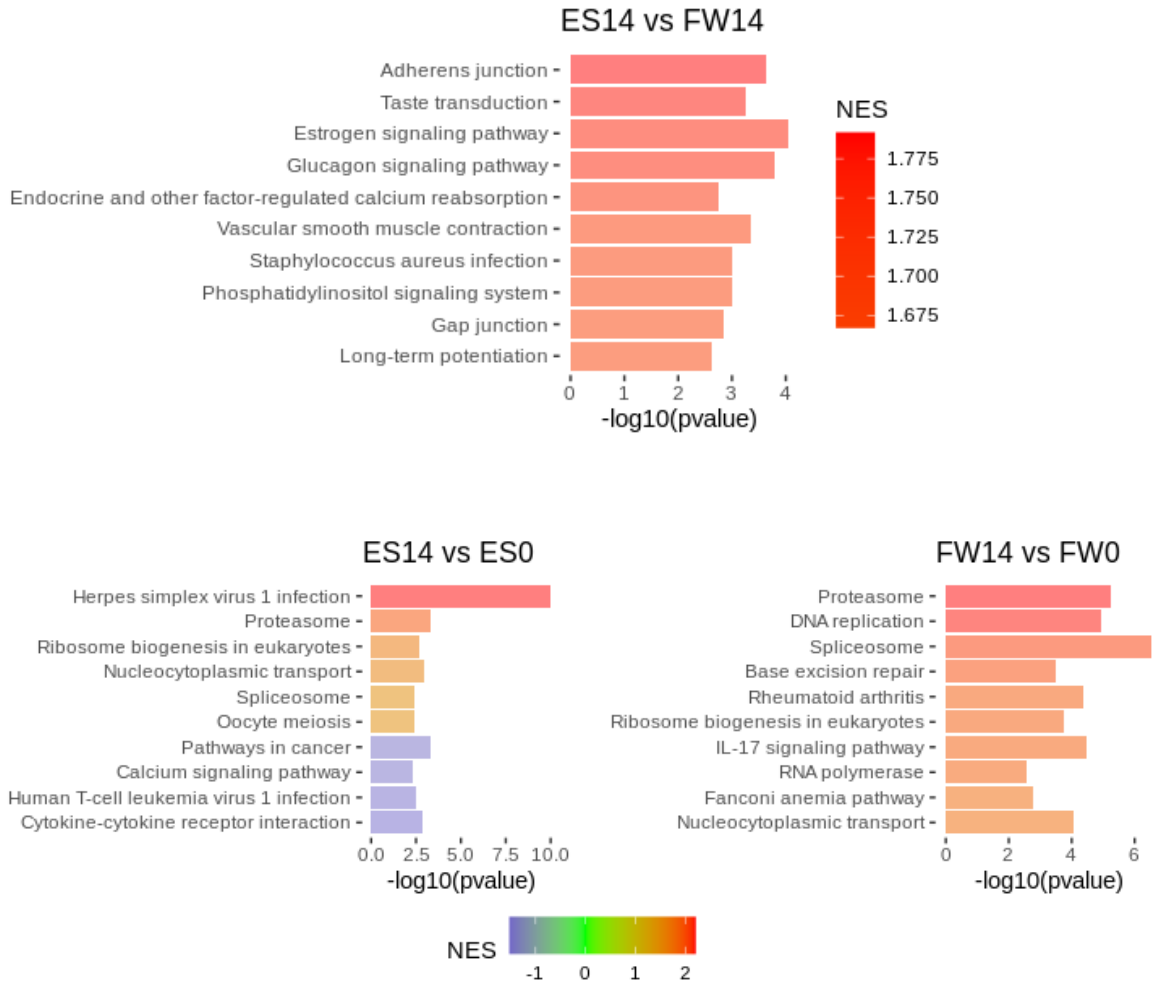 ES14 vs FW14
Adherens junction
Taste transduction
Estrogen signaling pathway
Glucagon signaling pathway
Endocrine and other factor-regulated calcium reabsorption
Vascular smooth muscle contraction
Staphylococcus aureus infection
Phosphatidylinositol signaling system
Gap junction
Long-term potentiation
0 1 2 3 4
-log10(pvalue)
NES
1.775
1.750
1.725
1.700
1.675
ES14 vs ES0
Herpes simplex virus 1 infection
Proteasome
Ribosome biogenesis in eukaryotes
Nucleocytoplasmic transport
Spliceosome
Oocyte meiosis
Pathways in cancer
Calcium signaling pathway
Human T-cell leukemia virus 1 infection
Cytokine-cytokine receptor interaction
0.0 2.5 5.0 7.5 10.0
-log10(pvalue)
FW14 vs FW0
Proteasome
DNA replication
Spliceosome
Base excision repair
Rheumatoid arthritis
Ribosome biogenesis in eukaryotes
IL-17 signaling pathway
RNA polymerase
Fanconi anemia pathway
Nucleocytoplasmic transport
0 2 4 6
-log10(pvalue)
NES
-1 0 1 2